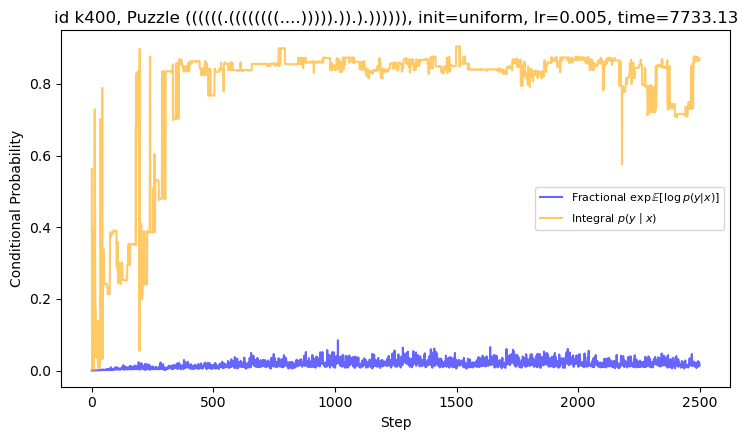 id k400, Puzzle ((((((.((((((((....))))).)).).)))))), init=uniform, lr=0.005, time=7733.13
Conditional Probability
0.8
0.6
0.4
0.2
0.0
Fractional exp𝔼[log p(y|x)]
Integral p(y | x)
0
500
1000
1500
2000
2500
Step